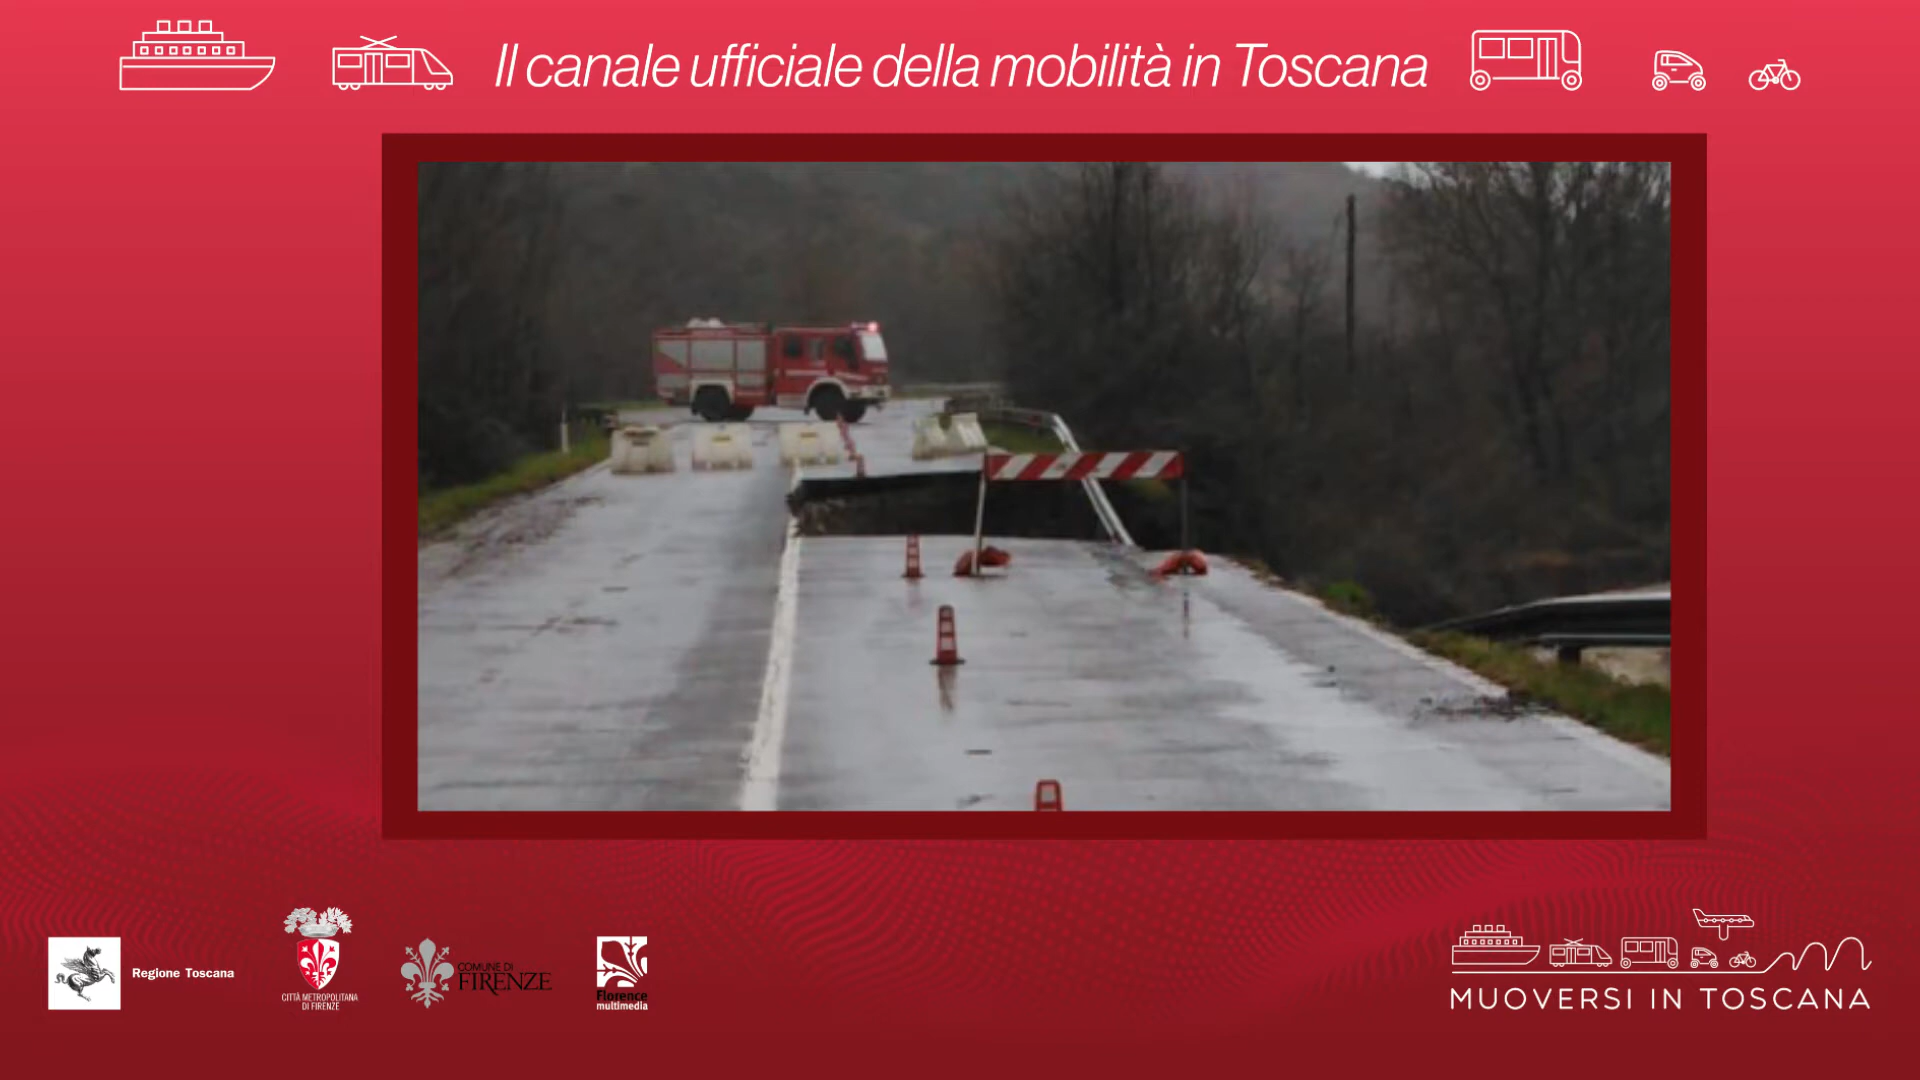 Il canale ufficiale della mobilità in Toscana
Regione Toscana
CITTÀ METROPOLITANA
DI FIRENZE
COMUNE DI
FIRENZE
Florence
multimedia
MUOVERSI IN TOSCANA